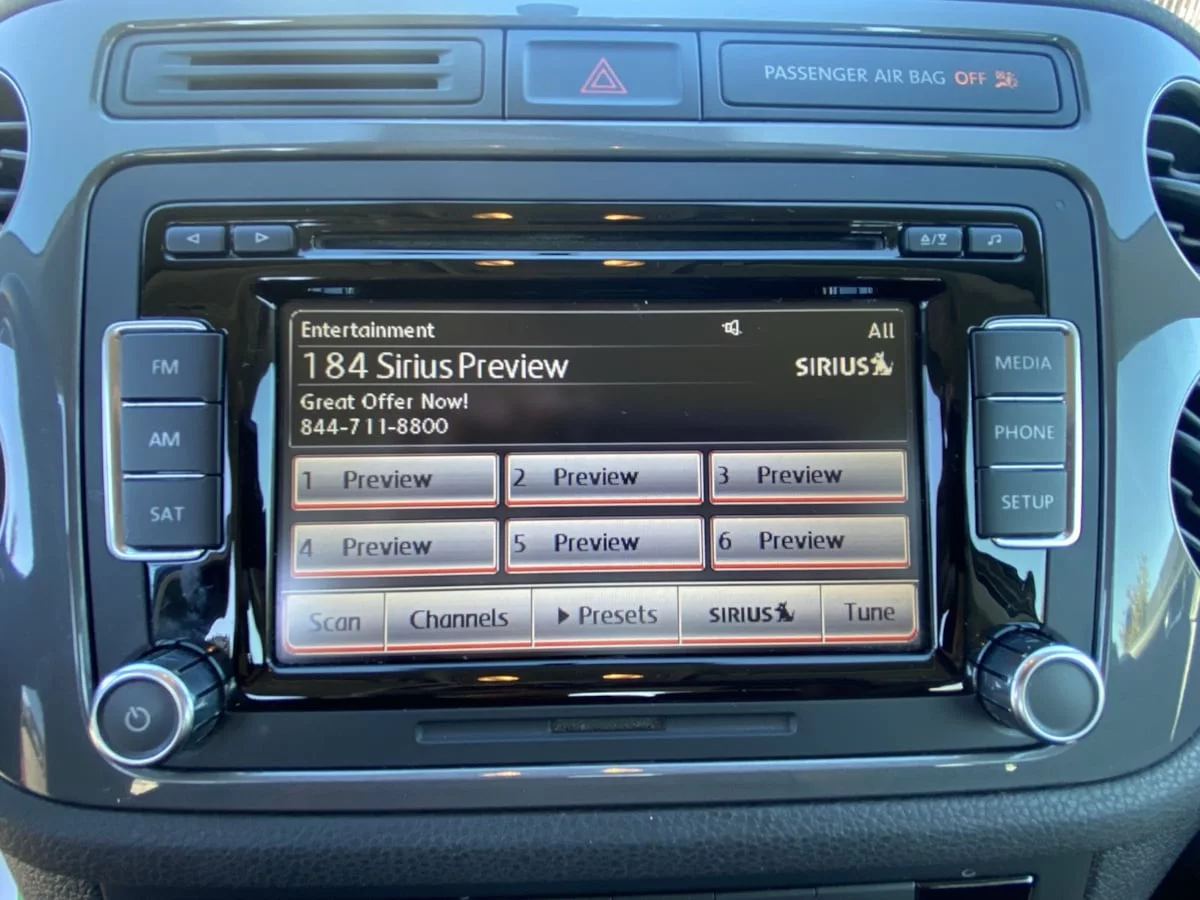 PASSENGER AIR BAG OFF
FM
AM
SAT
MEDIA
PHONE
SETUP
Entertainment All
184 Sirius Preview SIRIUS
Great Offer Now!
844-711-8800
1 Preview 2 Preview 3 Preview
4 Preview 5 Preview 6 Preview
Scan Channels Presets SIRIUS Tune